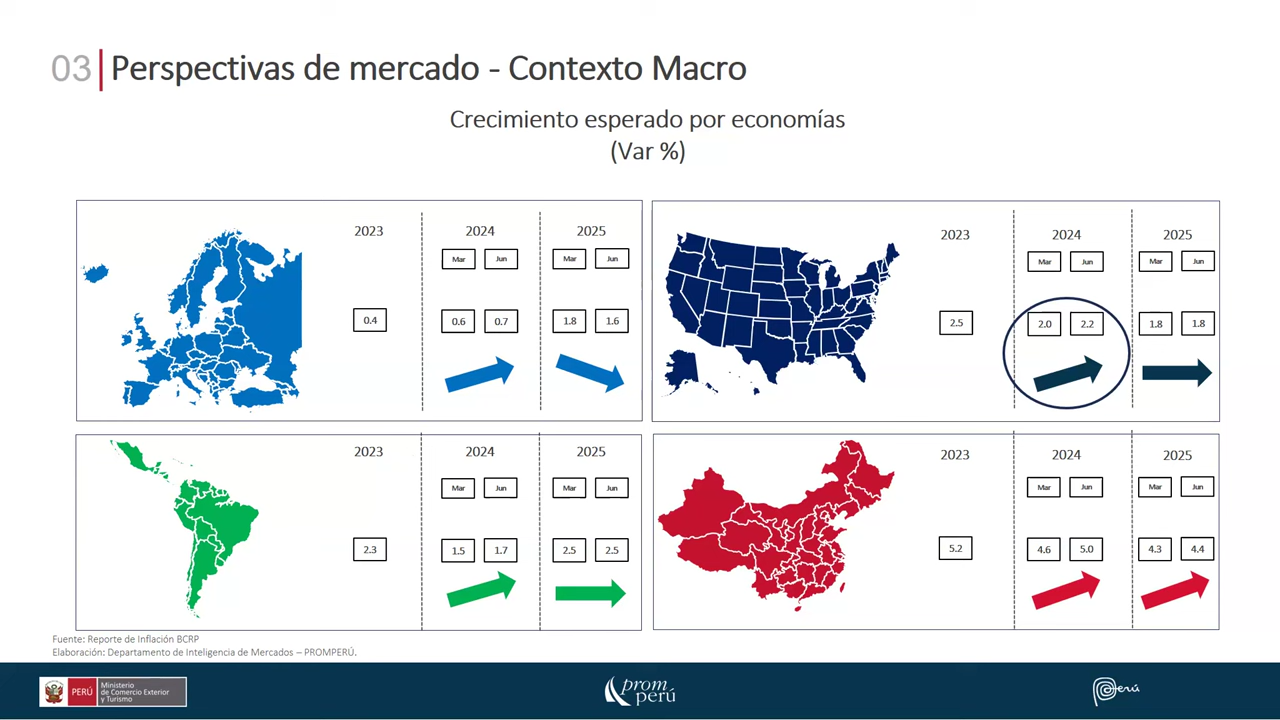 03 Perspectivas de mercado - Contexto Macro
Crecimiento esperado por economías
(Var %)
2023 2024 2025
Mar Jun Mar Jun
0.4 0.6 0.7 1.8 1.6
2023 2024 2025
Mar Jun Mar Jun
2.5 2.0 2.2 1.8 1.8
2023 2024 2025
Mar Jun Mar Jun
2.3 1.5 1.7 2.5 2.5
2023 2024 2025
Mar Jun Mar Jun
5.2 4.6 5.0 4.3 4.4
Fuente: Reporte de Inflación BCRP
Elaboración: Departamento de Inteligencia de Mercados – PROMPERÚ.
PERÚ
Ministerio
de Comercio Exterior
y Turismo
prom
perú
Perú